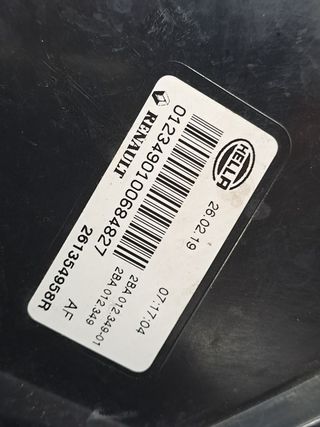 RENAULT
HELLA
0123490100684827
26.02.19
07:17:04
261354958R
2BA 012.349-01
2BA 012.349
AF